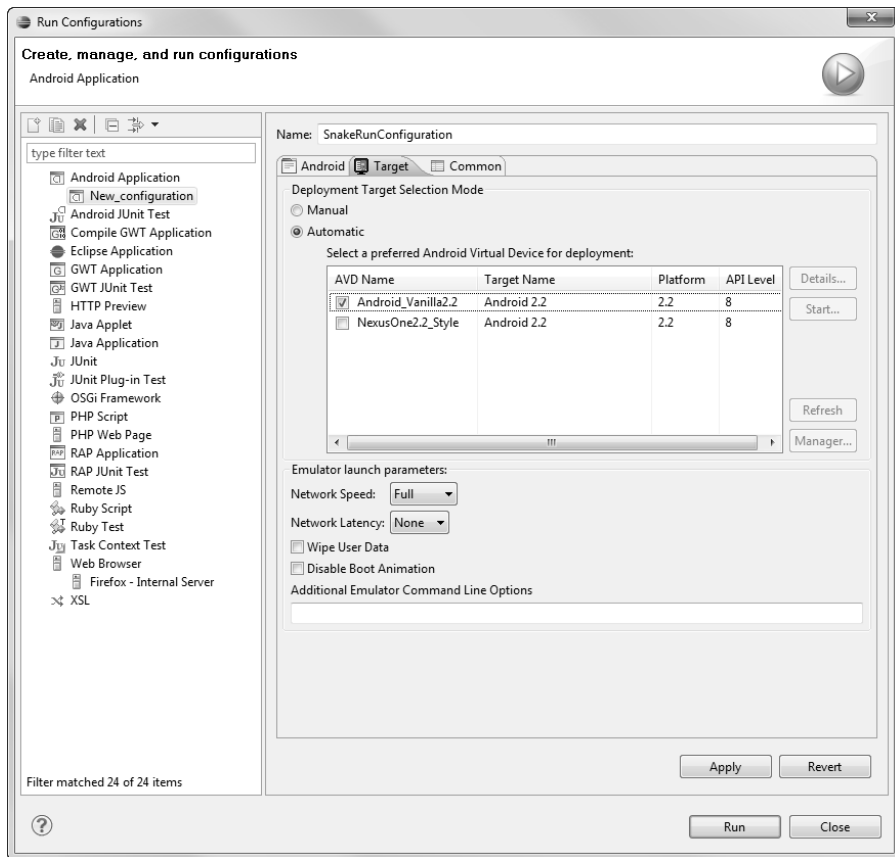 Run Configurations
x
Create, manage, and run configurations
Android Application
type filter text
Android Application
New_configuration
Android JUnit Test
Compile GWT Application
Eclipse Application
GWT Application
GWT JUnit Test
HTTP Preview
Java Applet
Java Application
JUnit
JUnit Plug-in Test
OSGi Framework
PHP Script
PHP Web Page
RAP Application
RAP JUnit Test
Remote JS
Ruby Script
Ruby Test
Task Context Test
Web Browser
Firefox - Internal Server
XSL
Filter matched 24 of 24 items
Name: SnakeRunConfiguration
Android Target Common
Deployment Target Selection Mode
Manual
Automatic
Select a preferred Android Virtual Device for deployment:
AVD Name Target Name Platform API Level
Android_Vanilla2.2 Android 2.2 2.2 8
NexusOne2.2_Style Android 2.2 2.2 8
Details...
Start...
Refresh
Manager...
Emulator launch parameters:
Network Speed: Full
Network Latency: None
Wipe User Data
Disable Boot Animation
Additional Emulator Command Line Options
Apply Revert
? Run Close